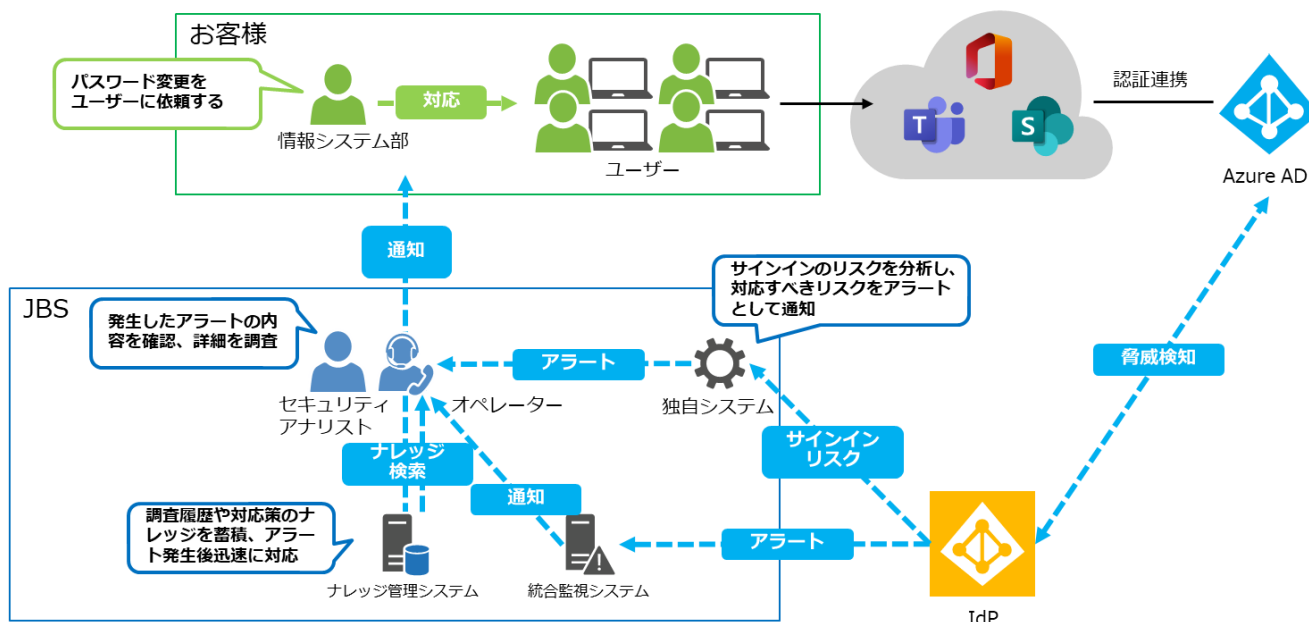 お客様
パスワード変更を
ユーザーに依頼する
対応
情報システム部
ユーザー
T
S
認証連携
Azure AD
通知
サインインのリスクを分析し、
対応すべきリスクをアラート
として通知
JBS
発生したアラートの内
容を確認、詳細を調査
アラート
脅威検知
セキュリティ
アナリスト
オペレーター
独自システム
サインイン
リスク
ナレッジ
検索
通知
調査履歴や対応策のナ
レッジを蓄積、アラー
ト発生後迅速に対応
アラート
ナレッジ管理システム
統合監視システム
IdP